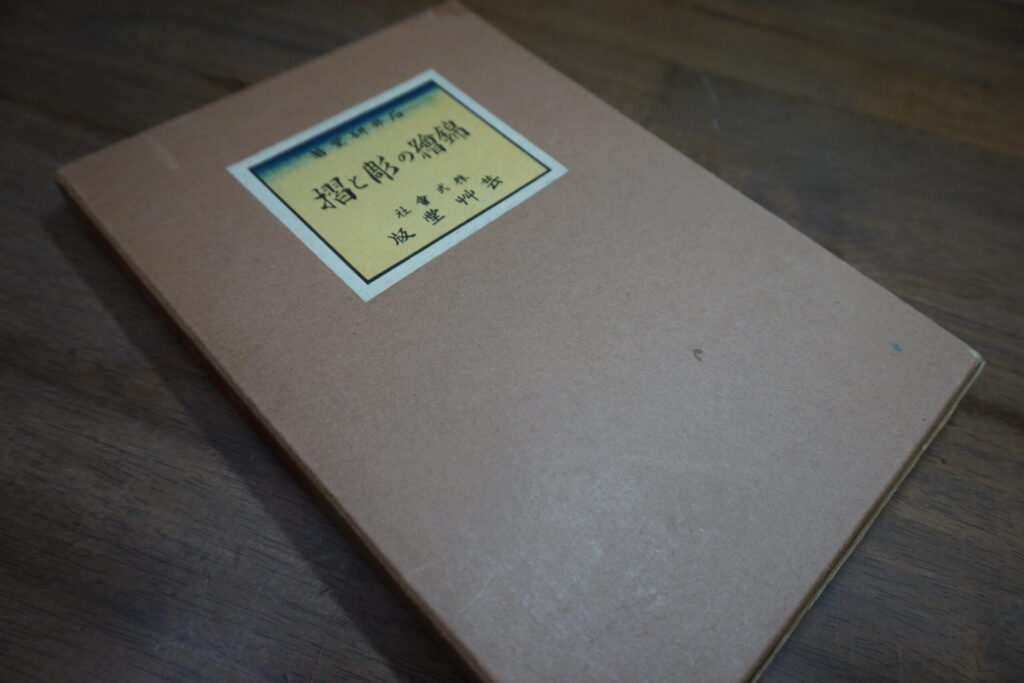 石井研堂著
錦繪の彫と摺
株式會社
芸艸堂版